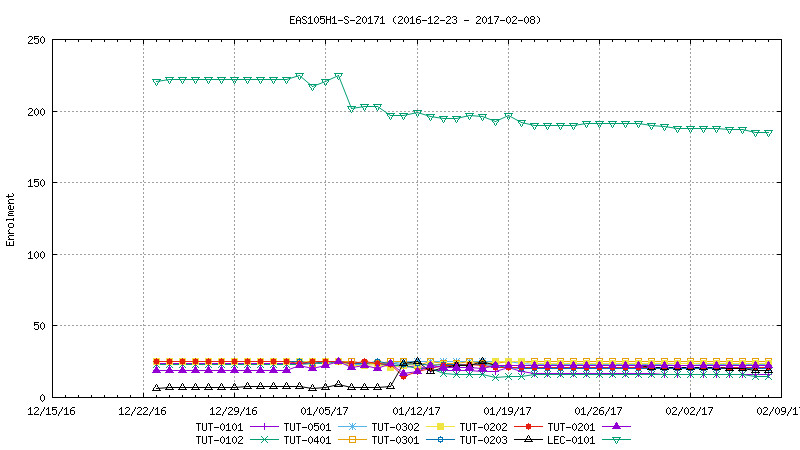 EAS105H1-S-20171 (2016-12-23 - 2017-02-08)
250
200
150
100
50
0
Enrolment
12/15/16 12/22/16 12/29/16 01/05/17 01/12/17 01/19/17 01/26/17 02/02/17 02/09/17
TUT-0101 TUT-0501 TUT-0302 TUT-0202 TUT-0201
TUT-0102 TUT-0401 TUT-0301 TUT-0203 LEC-0101